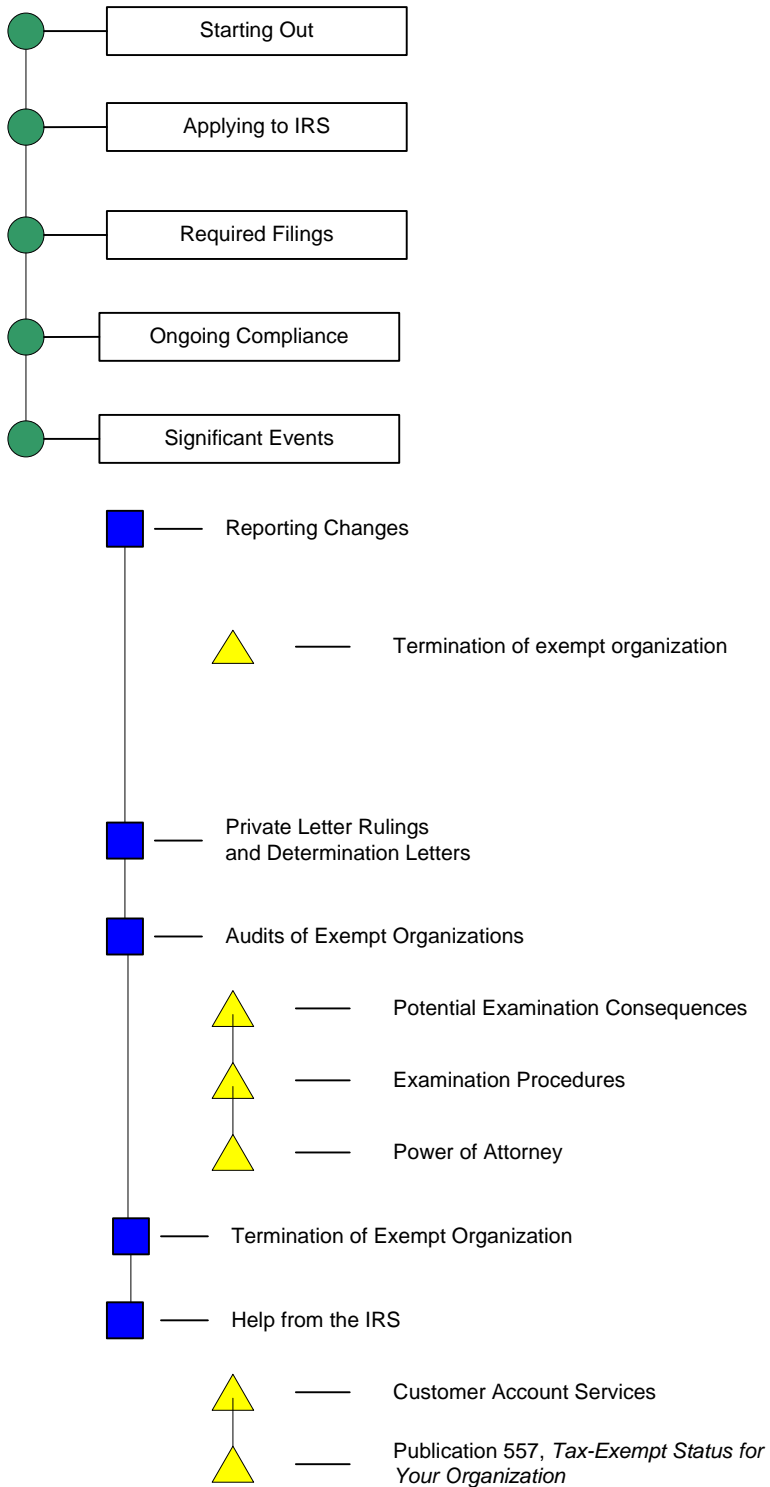 Starting Out
Applying to IRS
Required Filings
Ongoing Compliance
Significant Events
Reporting Changes
Termination of exempt organization
Private Letter Rulings
and Determination Letters
Audits of Exempt Organizations
Potential Examination Consequences
Examination Procedures
Power of Attorney
Termination of Exempt Organization
Help from the IRS
Customer Account Services
Publication 557, Tax-Exempt Status for
Your Organization